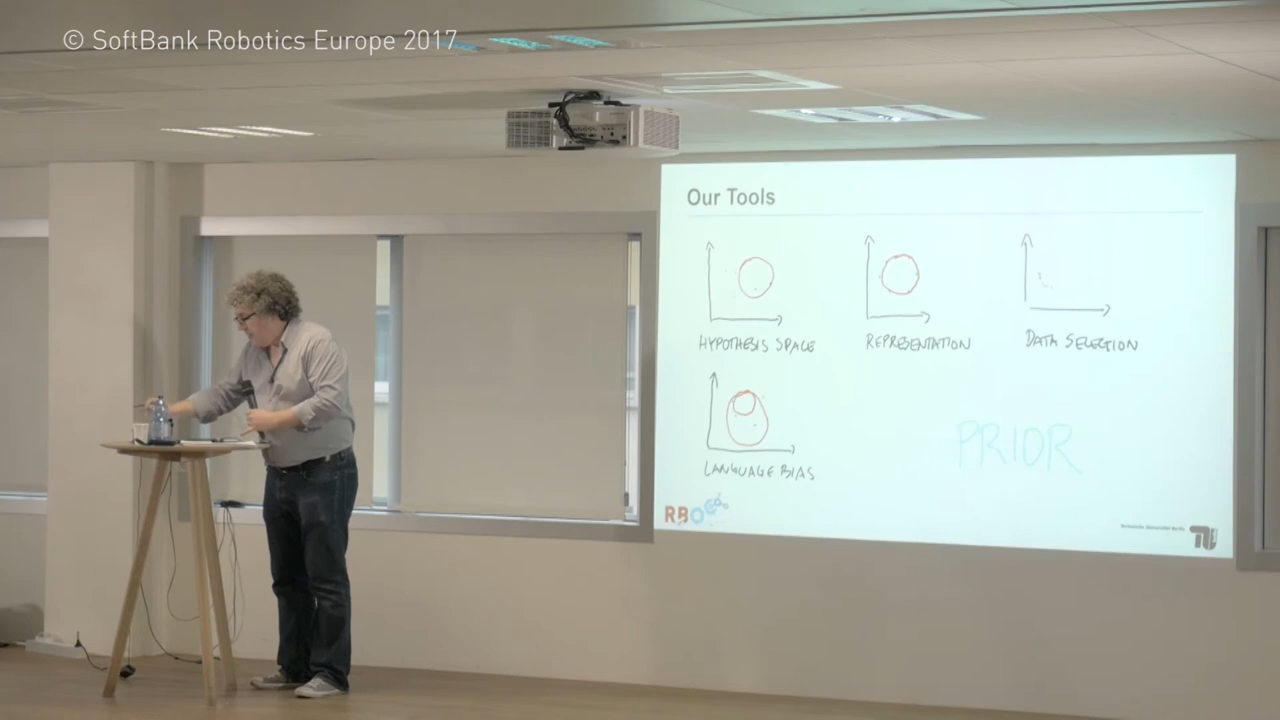 © SoftBank Robotics Europe 2017
Our Tools
HYPOTHESIS SPACE
REPRESENTATION
DATA SELECTION
LANGUAGE BIAS
PRIOR
RBO